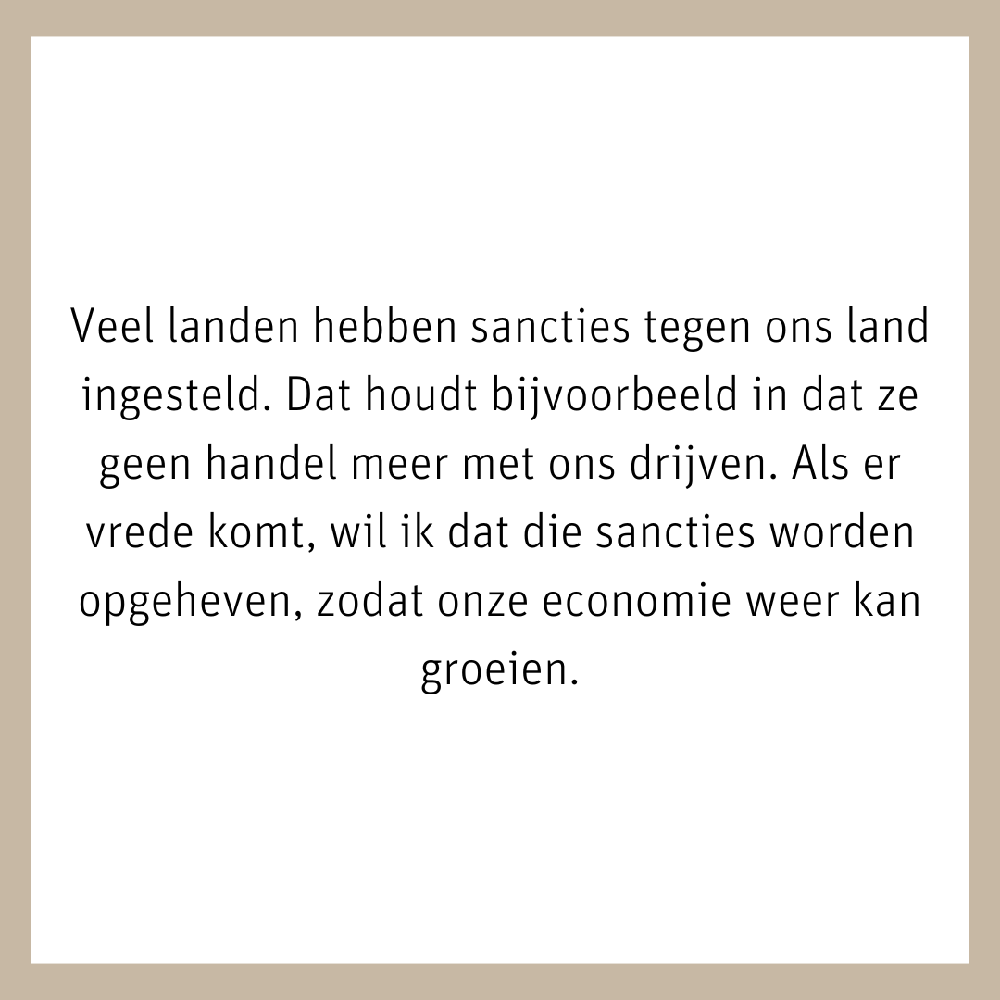 Veel landen hebben sancties tegen ons land
ingesteld. Dat houdt bijvoorbeeld in dat ze
geen handel meer met ons drijven. Als er
vrede komt, wil ik dat die sancties worden
opgeheven, zodat onze economie weer kan
groeien.